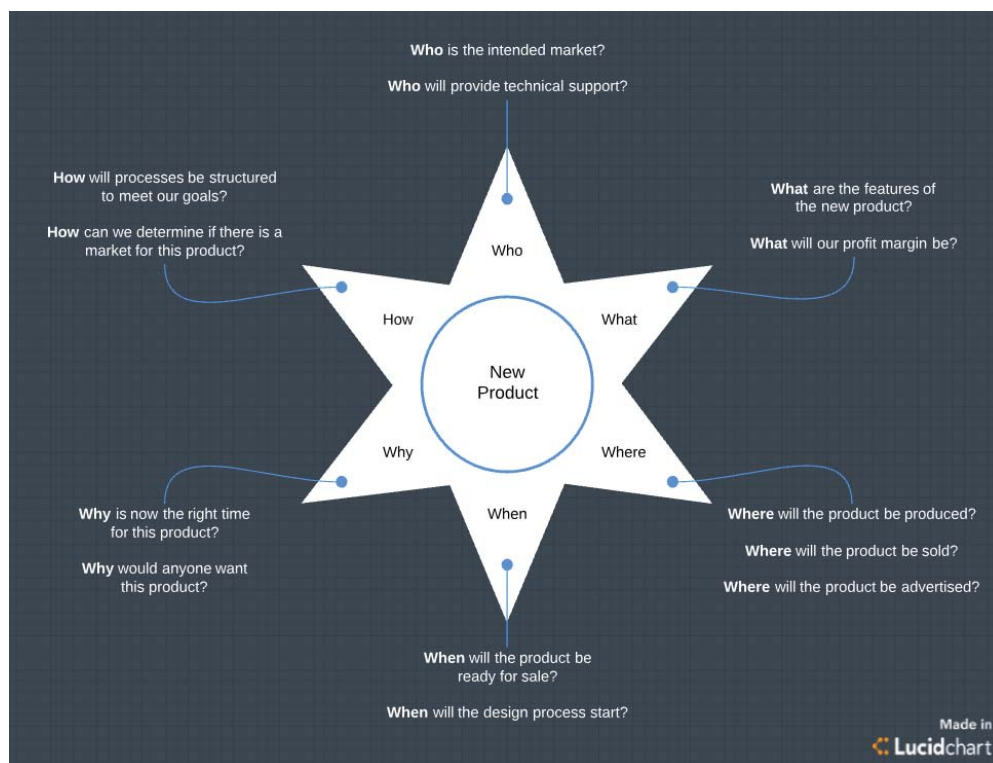 Who is the intended market?
Who will provide technical support?
How will processes be structured
to meet our goals?
How can we determine if there is a
market for this product?
What are the features of
the new product?
What will our profit margin be?
Who
How
What
New
Product
Why
Where
When
Why is now the right time
for this product?
Why would anyone want
this product?
Where will the product be produced?
Where will the product be sold?
Where will the product be advertised?
When will the product be
ready for sale?
When will the design process start?
Made in
Lucidchart